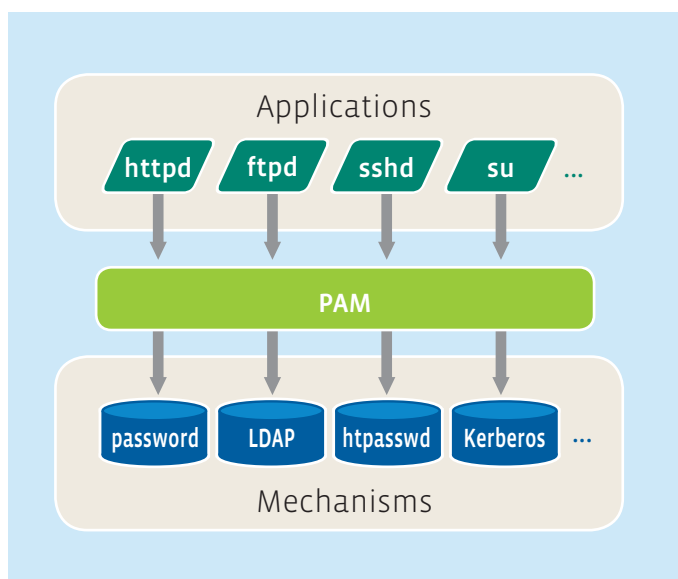 Applications
httpd ftpd sshd su ...
PAM
password LDAP htpasswd Kerberos ...
Mechanisms